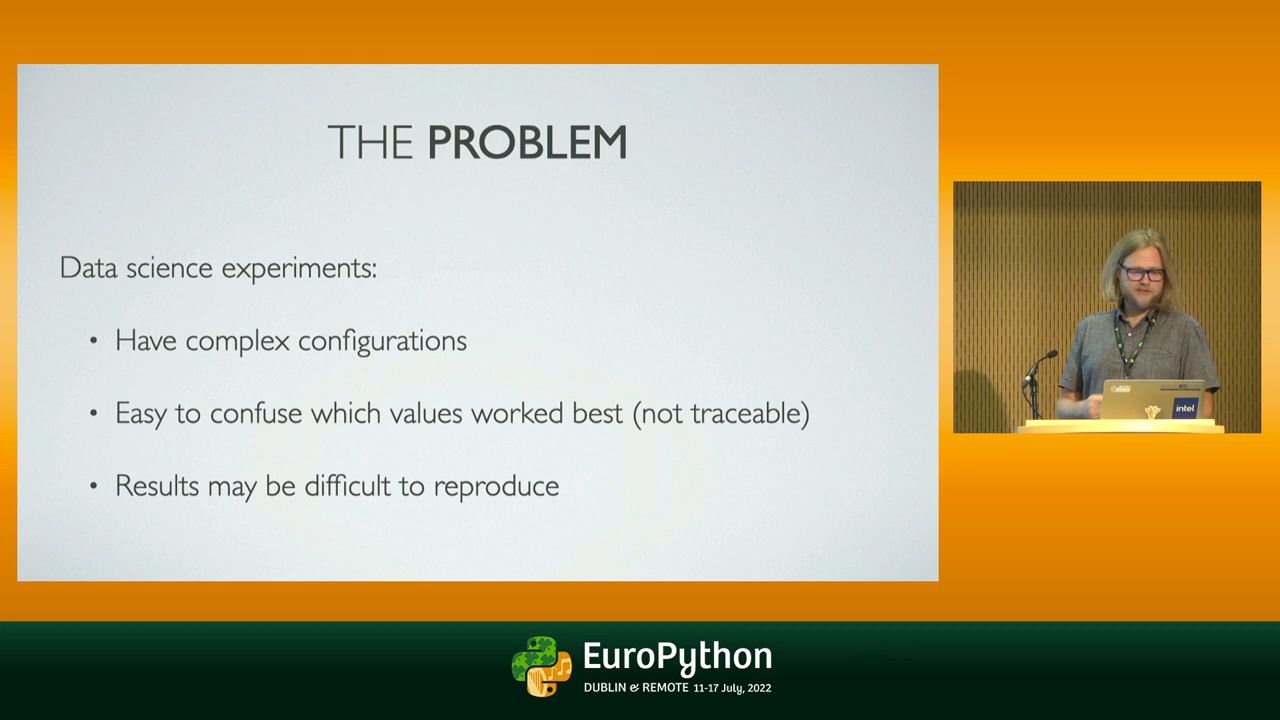 THE PROBLEM
Data science experiments:
• Have complex configurations
• Easy to confuse which values worked best (not traceable)
• Results may be difficult to reproduce
intel
EuroPython
DUBLIN & REMOTE 11-17 July, 2022